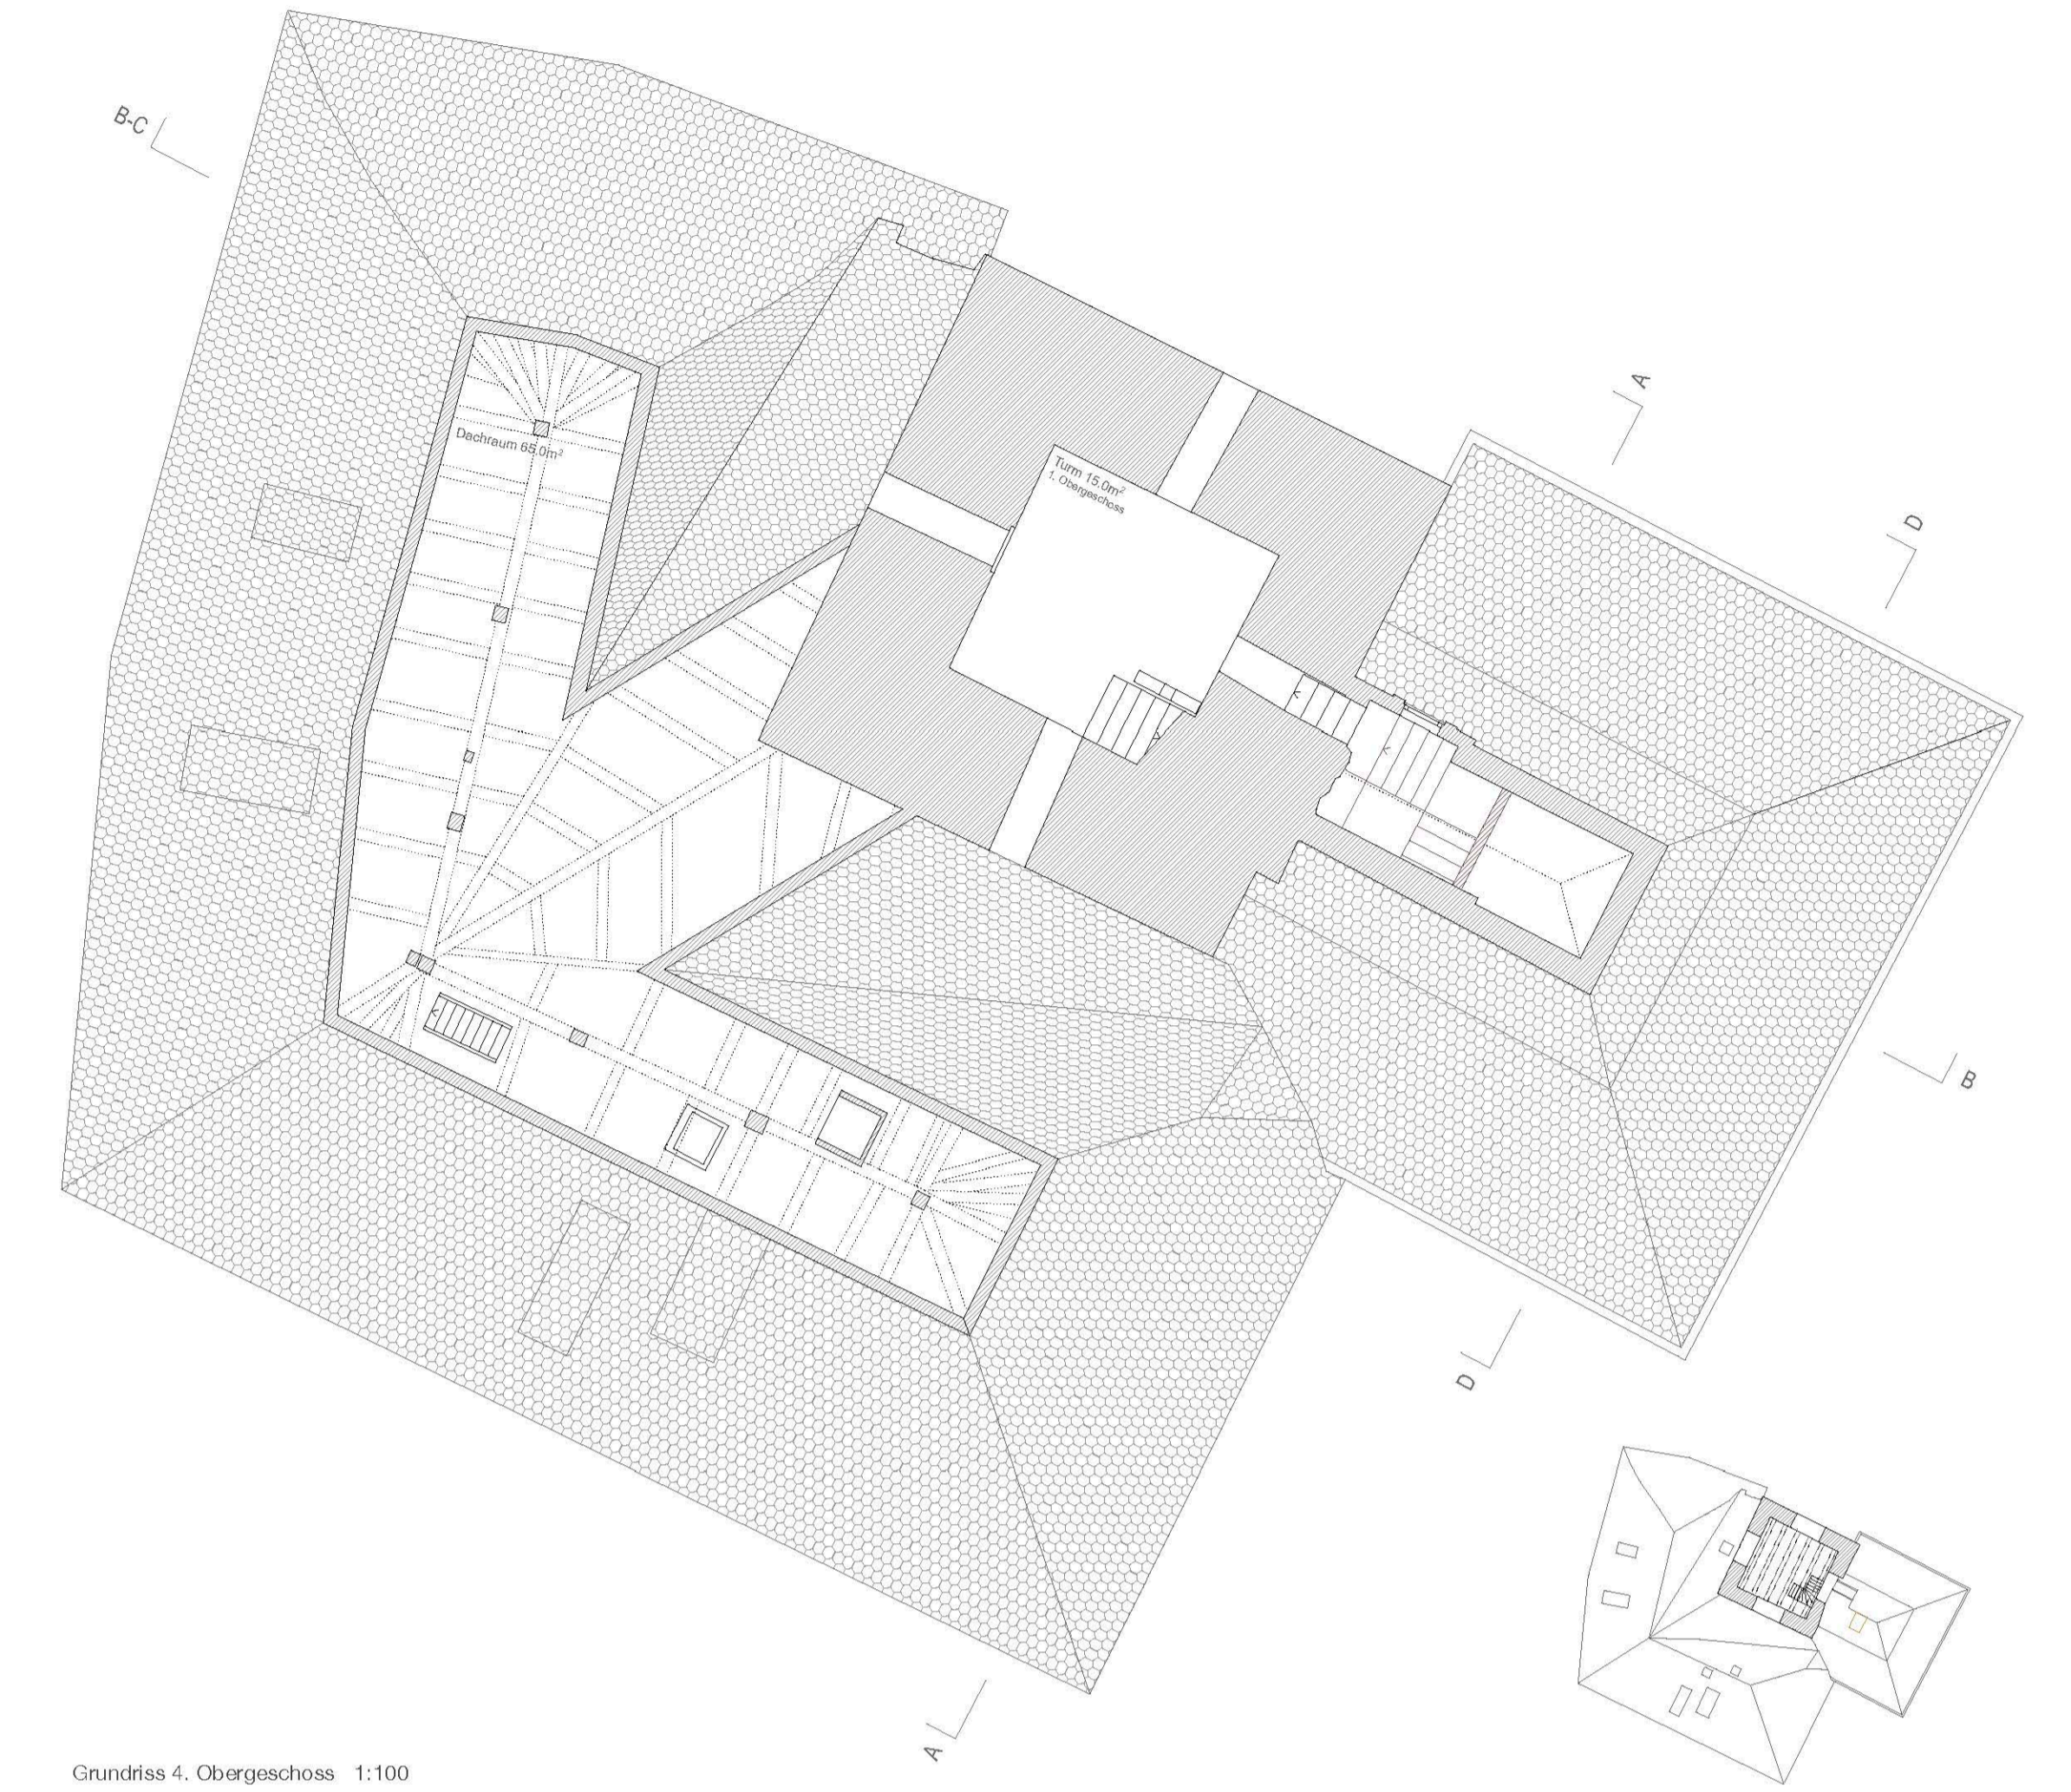 B-C
A
Dachraum 65.0m²
Turm 15.0m²
1. Obergeschoss
D
B
D
A
Grundriss 4. Obergeschoss 1:100